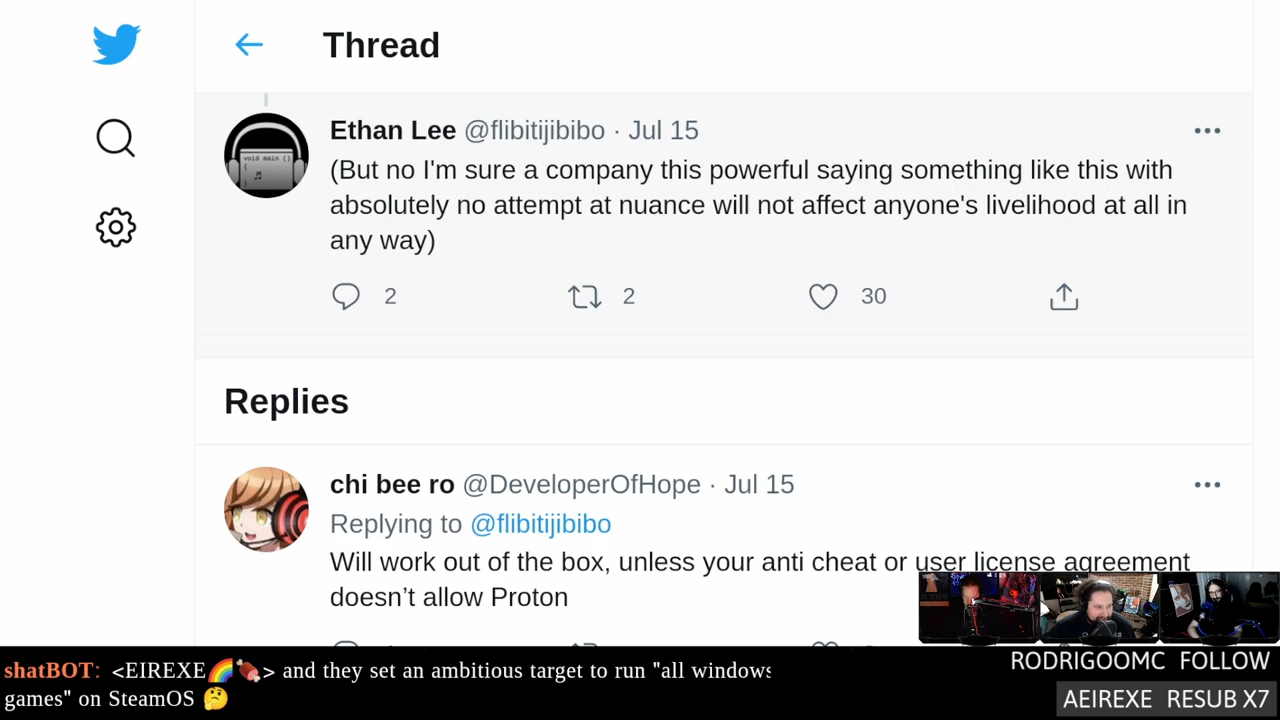 Thread
Ethan Lee @flibitijibibo · Jul 15
(But no I'm sure a company this powerful saying something like this with
absolutely no attempt at nuance will not affect anyone's livelihood at all in
any way)
2 2 30
Replies
chi bee ro @DeveloperOfHope · Jul 15
Replying to @flibitijibibo
Will work out of the box, unless your anti cheat or user license agreement
doesn’t allow Proton
shatBOT: <EIREXE🌈🍖> and they set an ambitious target to run "all windows
games" on SteamOS 🤔
RODRIGOOMC FOLLOW
AEIREXE RESUB X7